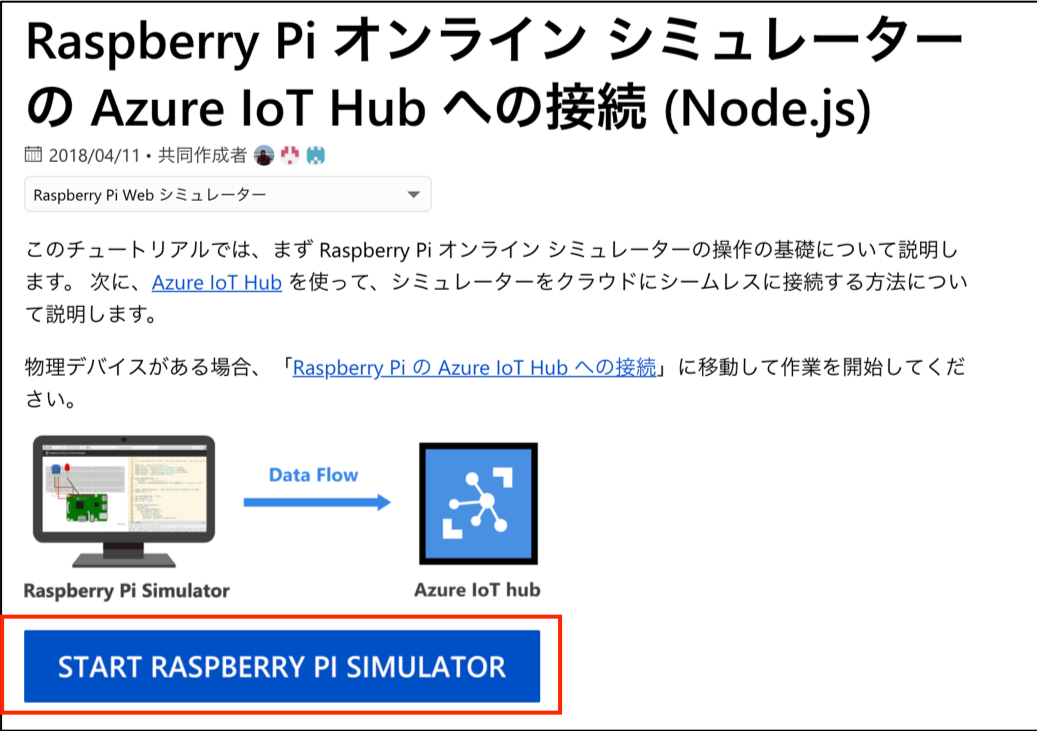 Raspberry Pi オンライン シミュレーター
の Azure IoT Hub への接続 (Node.js)
2018/04/11 • 共同作成者
Raspberry Pi Web シミュレーター
このチュートリアルでは、まず Raspberry Pi オンライン シミュレーターの操作の基礎について説明し
ます。 次に、Azure IoT Hub を使って、シミュレーターをクラウドにシームレスに接続する方法につい
て説明します。
物理デバイスがある場合、「Raspberry Pi の Azure IoT Hub への接続」に移動して作業を開始してくだ
さい。
Data Flow
Raspberry Pi Simulator
Azure IoT hub
START RASPBERRY PI SIMULATOR